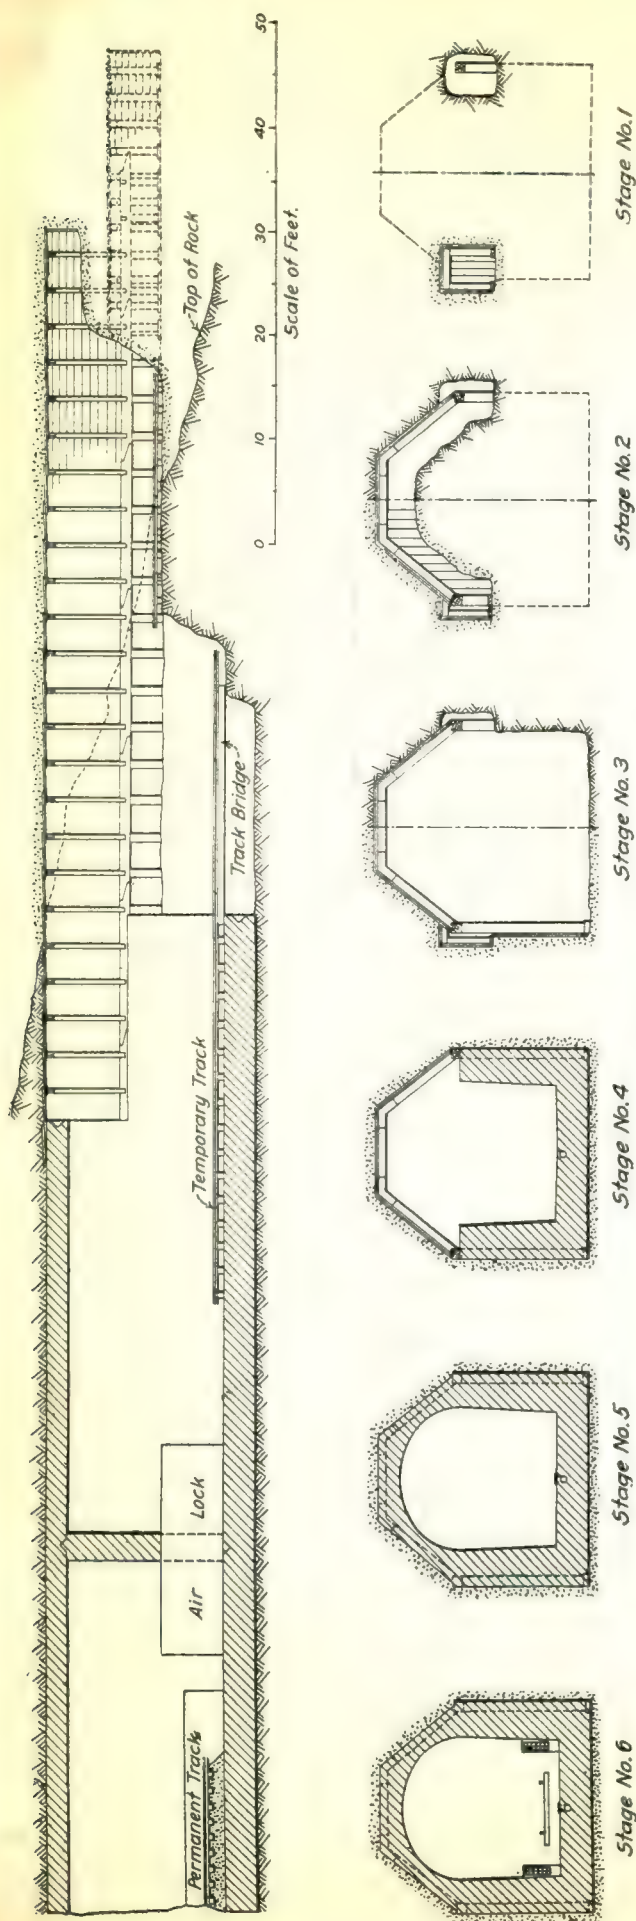 Permanent Track
Air
Lock
Temporary Track
Track Bridge
Top of Rock
0 10 20 30 40 50
Scale of Feet.
Stage No. 6
Stage No. 5
Stage No. 4
Stage No. 3
Stage No. 2
Stage No. 1